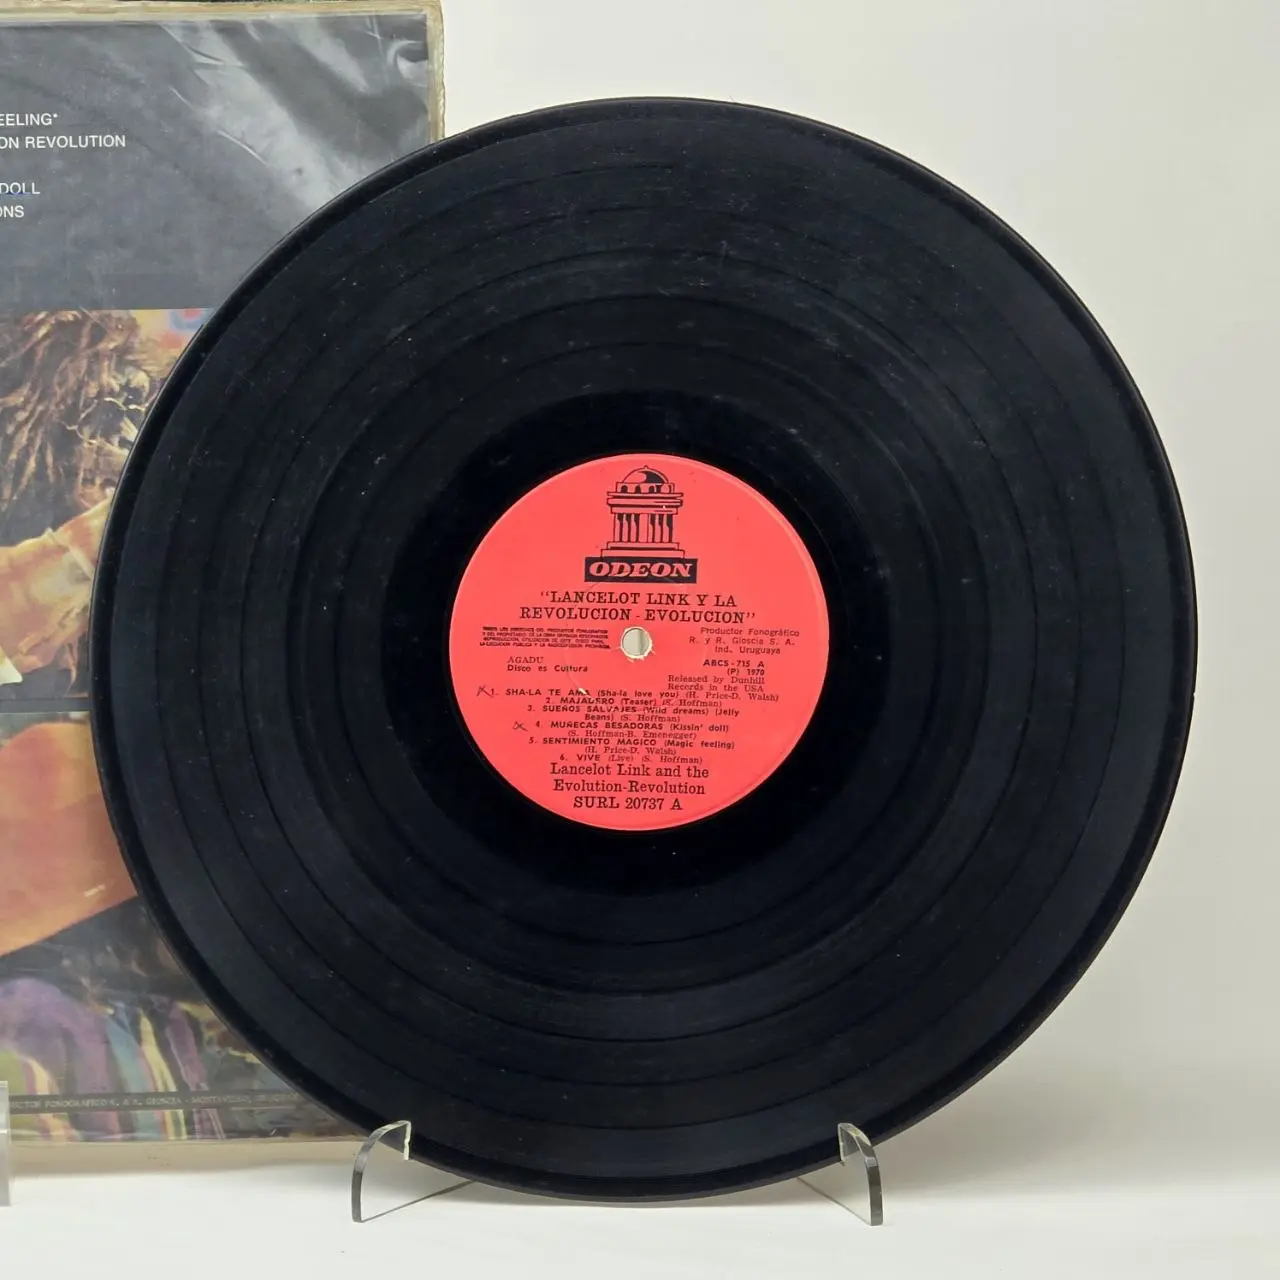 EELING*
ON REVOLUTION
DOLL
ONS
ODEON
"LANCELOT LINK Y LA
REVOLUCION - EVOLUCION"
Productor Fonográfico
R. y R. Gioscia S. A.
Ind. Uruguaya
AGADU
Disco es Cultura
ABCS - 715 A
(P) 1970
Released by Dunhill
Records in the USA
1. SHA-LA TE AMA (Sha-la love you) (H. Price-D. Walsh)
2. MAJADERO (Teaser) (S. Hoffman)
3. SUEÑOS SALVAJES (Wild dreams) (Jelly
Beans) (S. Hoffman)
4. MUÑECAS BESADORAS (Kissin' doll)
(S. Hoffman-B. Emenegger)
5. SENTIMIENTO MAGICO (Magic feeling)
(H. Price-D. Walsh)
6. VIVE (Live) (S. Hoffman)
Lancelot Link and the
Evolution-Revolution
SURL 20737 A